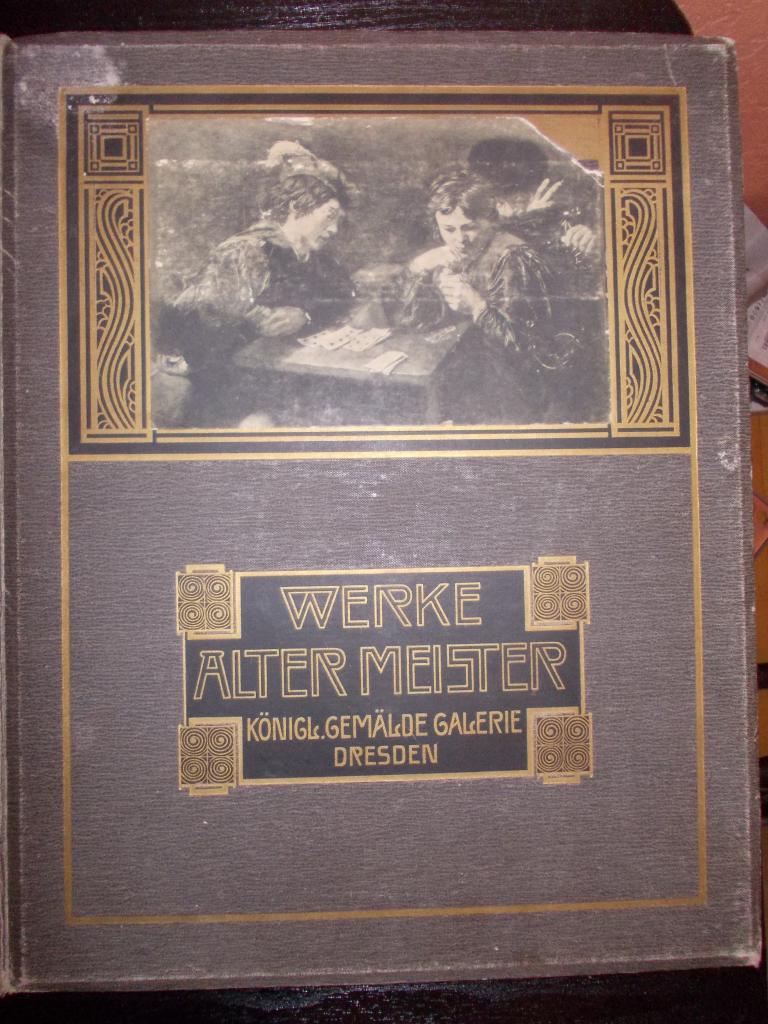 WERKE
ALTER MEISTER
KÖNIGL. GEMÄLDE GALERIE
DRESDEN